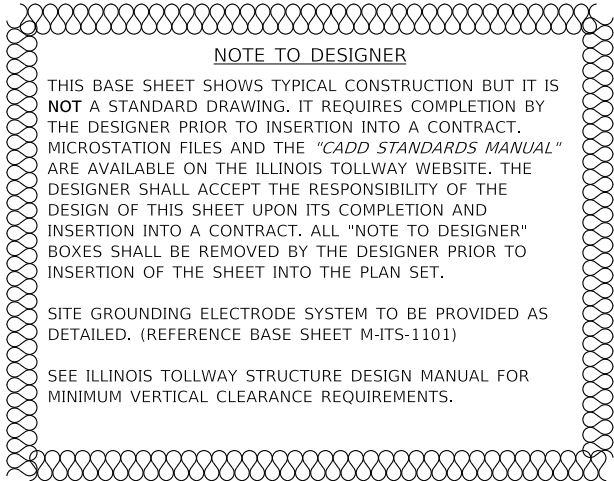 NOTE TO DESIGNER
THIS BASE SHEET SHOWS TYPICAL CONSTRUCTION BUT IT IS
NOT A STANDARD DRAWING. IT REQUIRES COMPLETION BY
THE DESIGNER PRIOR TO INSERTION INTO A CONTRACT.
MICROSTATION FILES AND THE "CADD STANDARDS MANUAL"
ARE AVAILABLE ON THE ILLINOIS TOLLWAY WEBSITE. THE
DESIGNER SHALL ACCEPT THE RESPONSIBILITY OF THE
DESIGN OF THIS SHEET UPON ITS COMPLETION AND
INSERTION INTO A CONTRACT. ALL "NOTE TO DESIGNER"
BOXES SHALL BE REMOVED BY THE DESIGNER PRIOR TO
INSERTION OF THE SHEET INTO THE PLAN SET.
SITE GROUNDING ELECTRODE SYSTEM TO BE PROVIDED AS
DETAILED. (REFERENCE BASE SHEET M-ITS-1101)
SEE ILLINOIS TOLLWAY STRUCTURE DESIGN MANUAL FOR
MINIMUM VERTICAL CLEARANCE REQUIREMENTS.